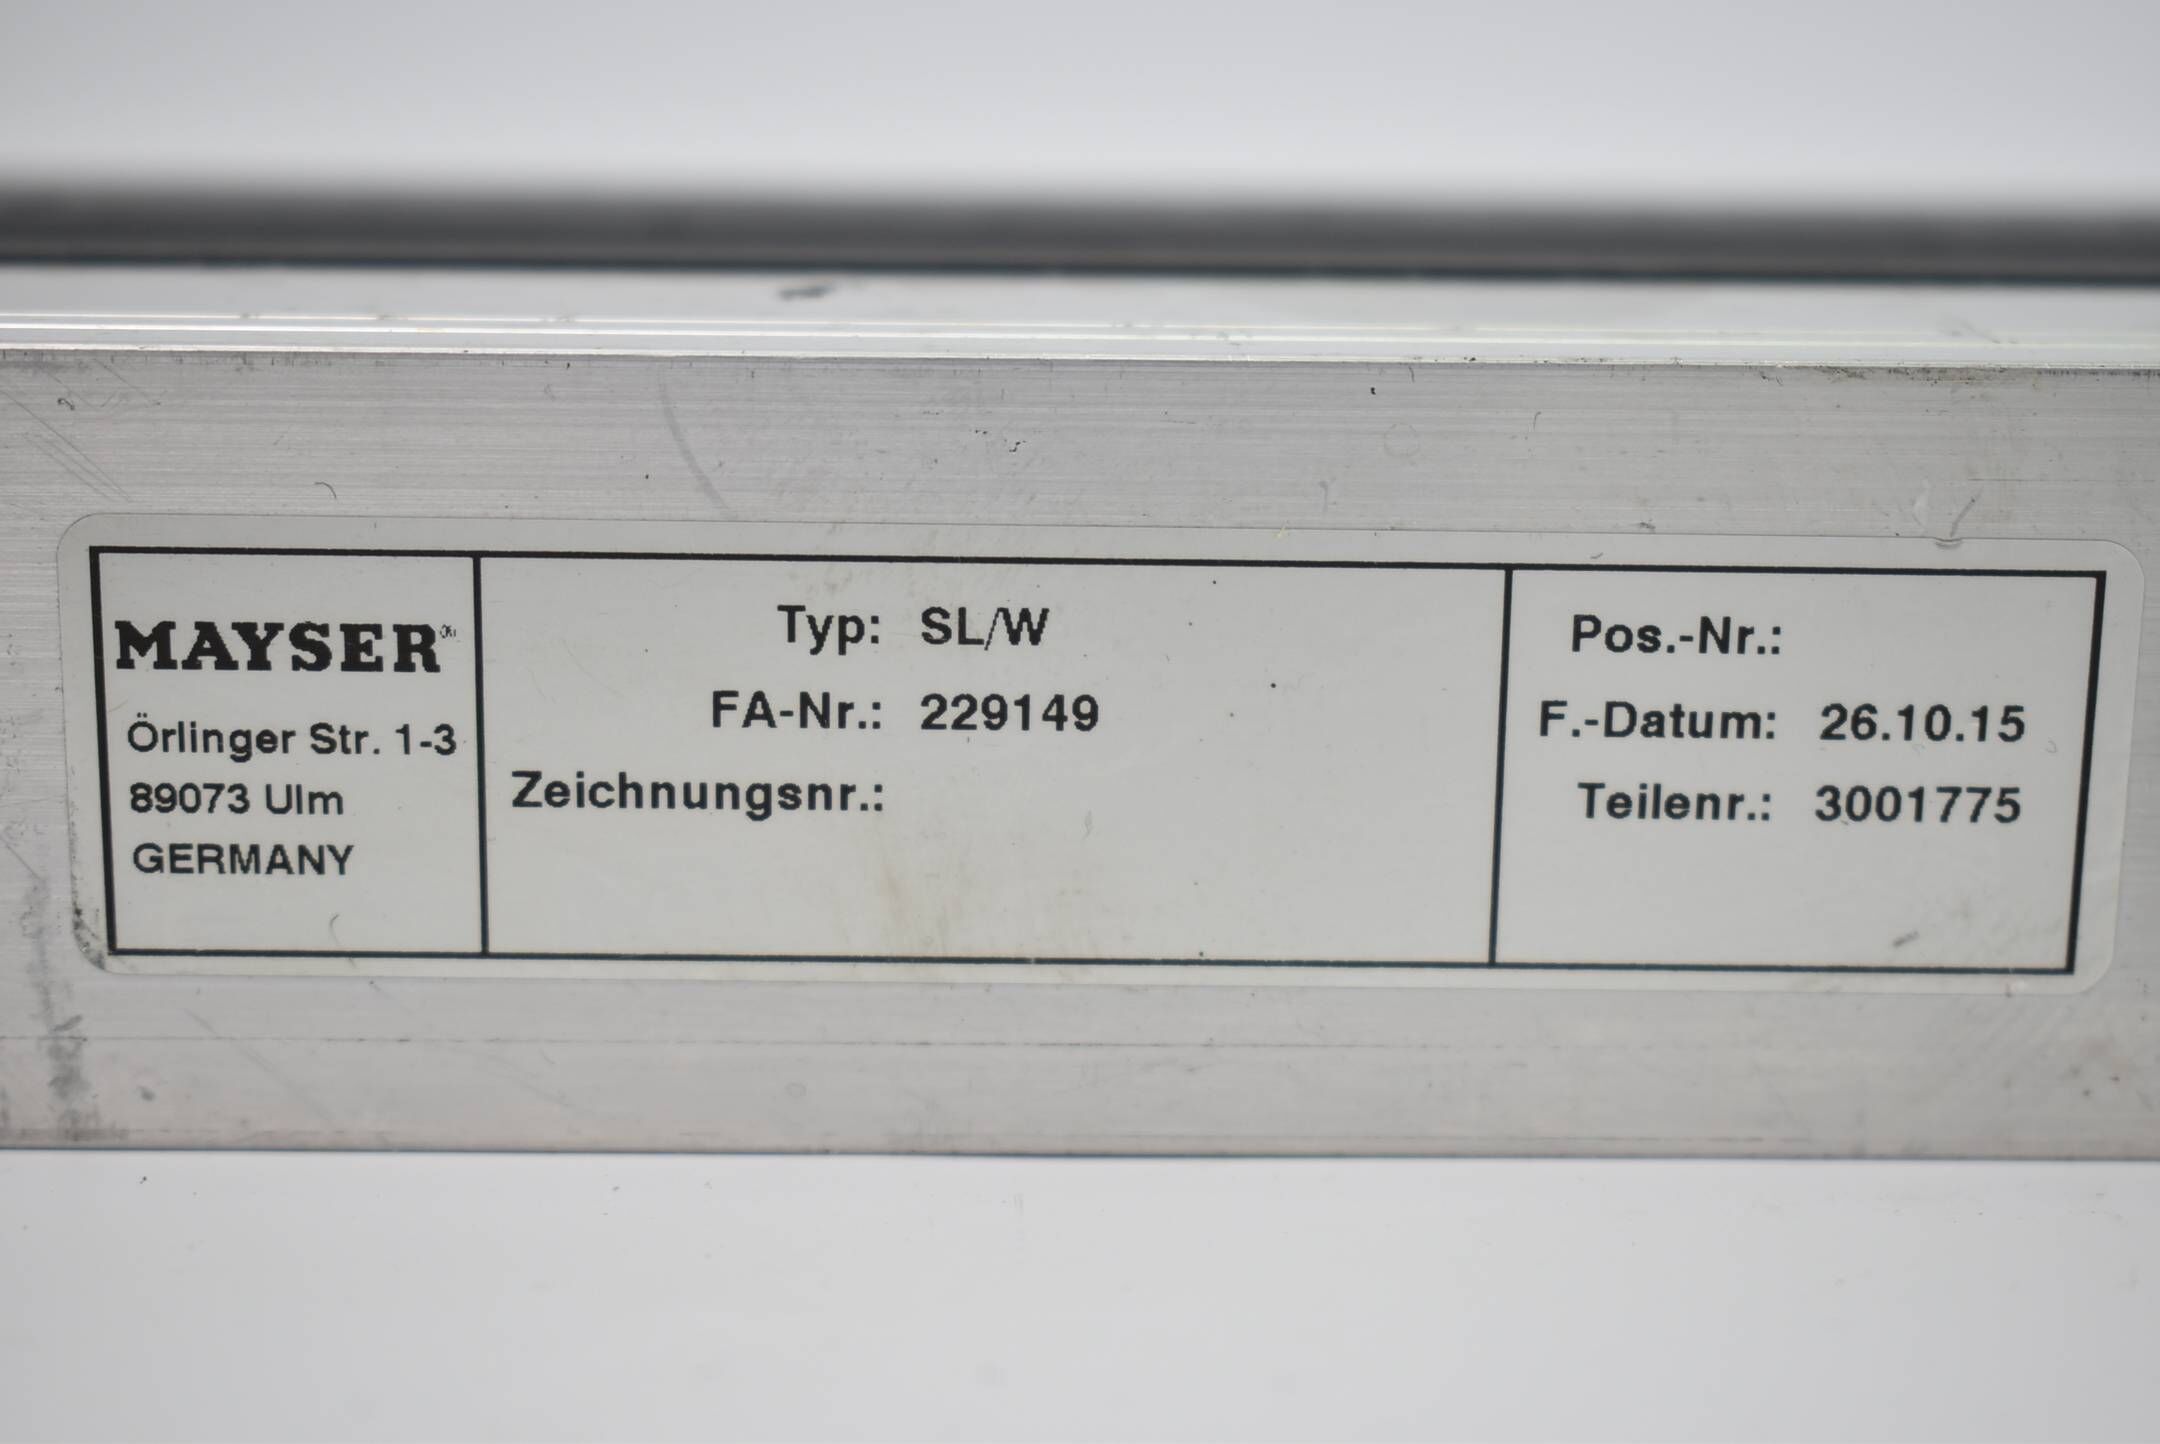 MAYSER®
Örlinger Str. 1-3
89073 Ulm
GERMANY
Typ: SL/W
FA-Nr.: 229149
Zeichnungsnr.:
Pos.-Nr.:
F.-Datum: 26.10.15
Teilenr.: 3001775